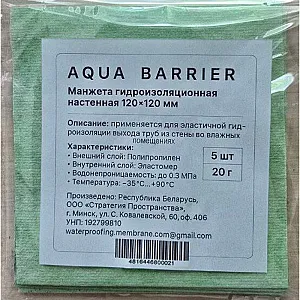 AQUA BARRIER
Манжета гидроизоляционная
настенная 120×120 мм
Описание: применяется для эластичной гид-
роизоляции выхода труб из стены во влажных
помещениях
Характеристики:
• Внешний слой: Полипропилен
• Внутренний слой: Эластомер
• Водонепроницаемость: до 0.3 МРа
• Температура: −35°С...+90°С
5 шт
20 г
Произведено: Республика Беларусь,
ООО «Стратегия Пространства»,
г. Минск, ул. С. Ковалевской, 60, оф. 406
УНП: 192799810
waterproofing.membrane.com@gmail.com
4816446800021